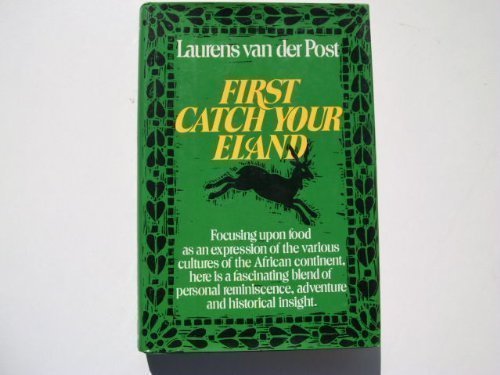 Laurens van der Post
FIRST
CATCH YOUR
ELAND
Focusing upon food
as an expression of the various
cultures of the African continent,
here is a fascinating blend of
personal reminiscence, adventure
and historical insight.